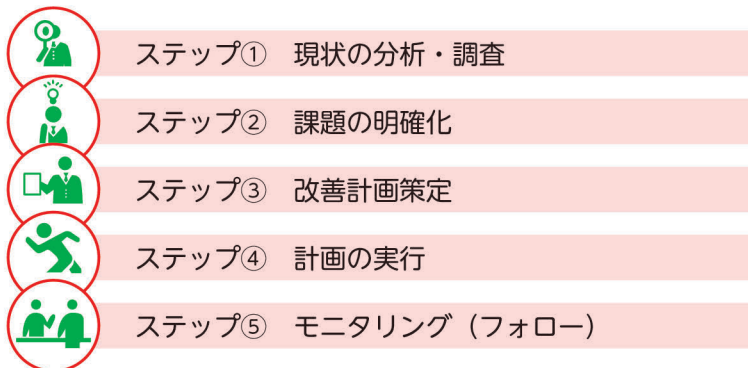 ステップ① 現状の分析・調査
ステップ② 課題の明確化
ステップ③ 改善計画策定
ステップ④ 計画の実行
ステップ⑤ モニタリング（フォロー）